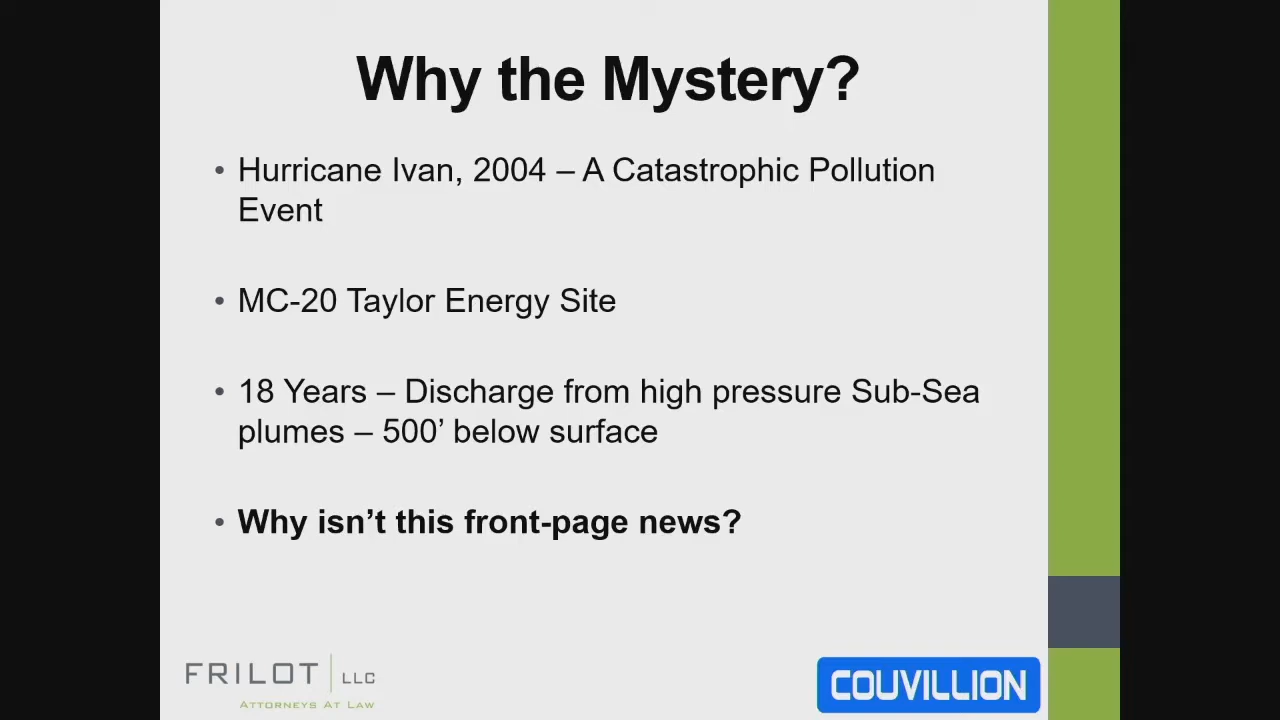 Why the Mystery?
• Hurricane Ivan, 2004 – A Catastrophic Pollution
Event
• MC-20 Taylor Energy Site
• 18 Years – Discharge from high pressure Sub-Sea
plumes – 500’ below surface
• Why isn’t this front-page news?
FRILOT LLC
ATTORNEYS AT LAW
COUVILLION